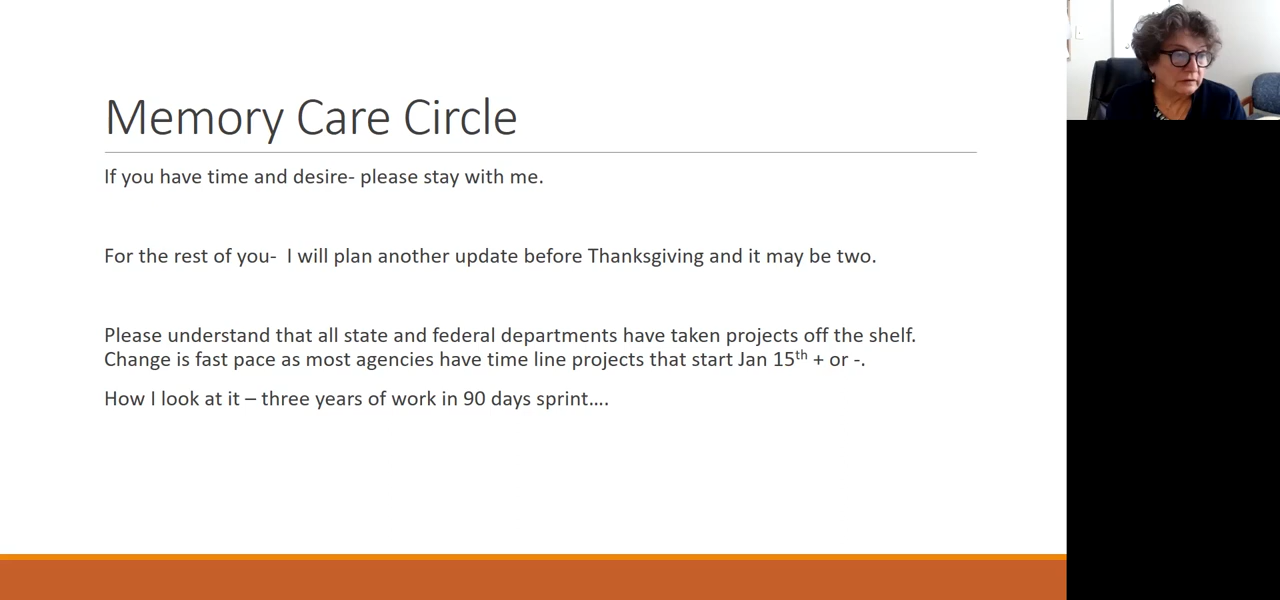 Memory Care Circle
If you have time and desire- please stay with me.
For the rest of you-  I will plan another update before Thanksgiving and it may be two.
Please understand that all state and federal departments have taken projects off the shelf.
Change is fast pace as most agencies have time line projects that start Jan 15th + or -.
How I look at it – three years of work in 90 days sprint….